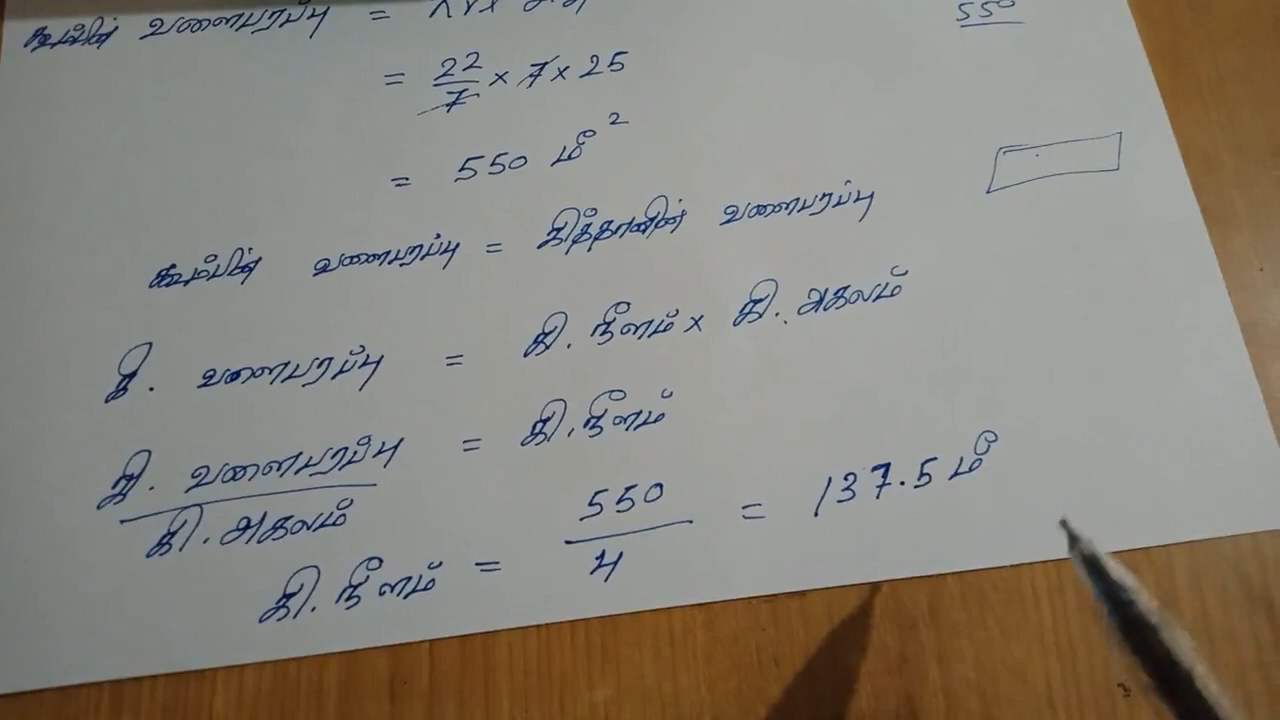 கூம்பின் வளைபரப்பு =
550
= 22/7 × 7 × 25
= 550 மீ²
கூம்பின் வளைபரப்பு = கித்தானின் வளைபரப்பு
கி. வளைபரப்பு = கி. நீளம் × கி. அகலம்
கி. வளைபரப்பு / கி. அகலம் = கி. நீளம்
கி. நீளம் = 550/4 = 137.5 மீ